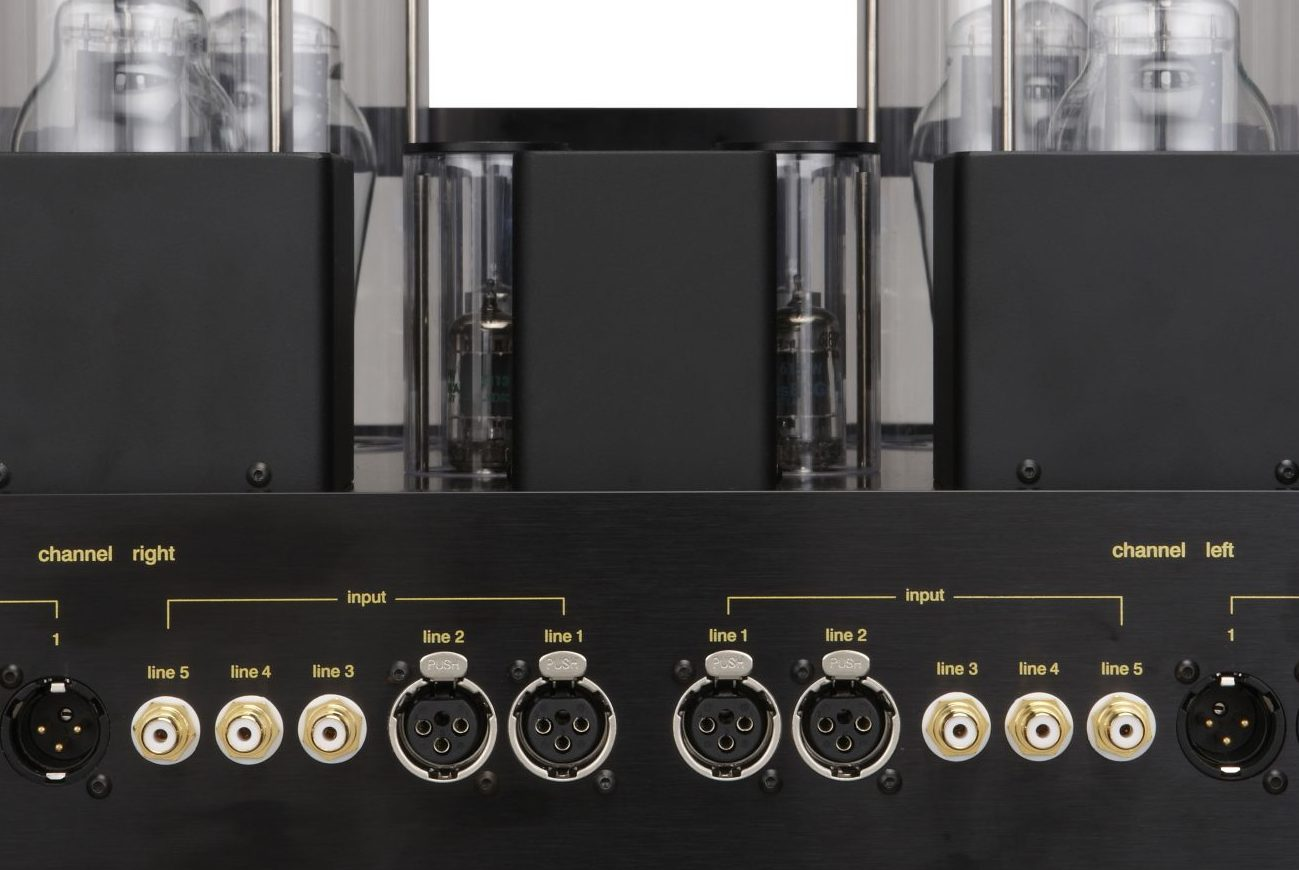 channel right
channel left
input
input
1
line 5
line 4
line 3
line 2
line 1
line 1
line 2
line 3
line 4
line 5
1
PUSH
PUSH
PUSH
PUSH